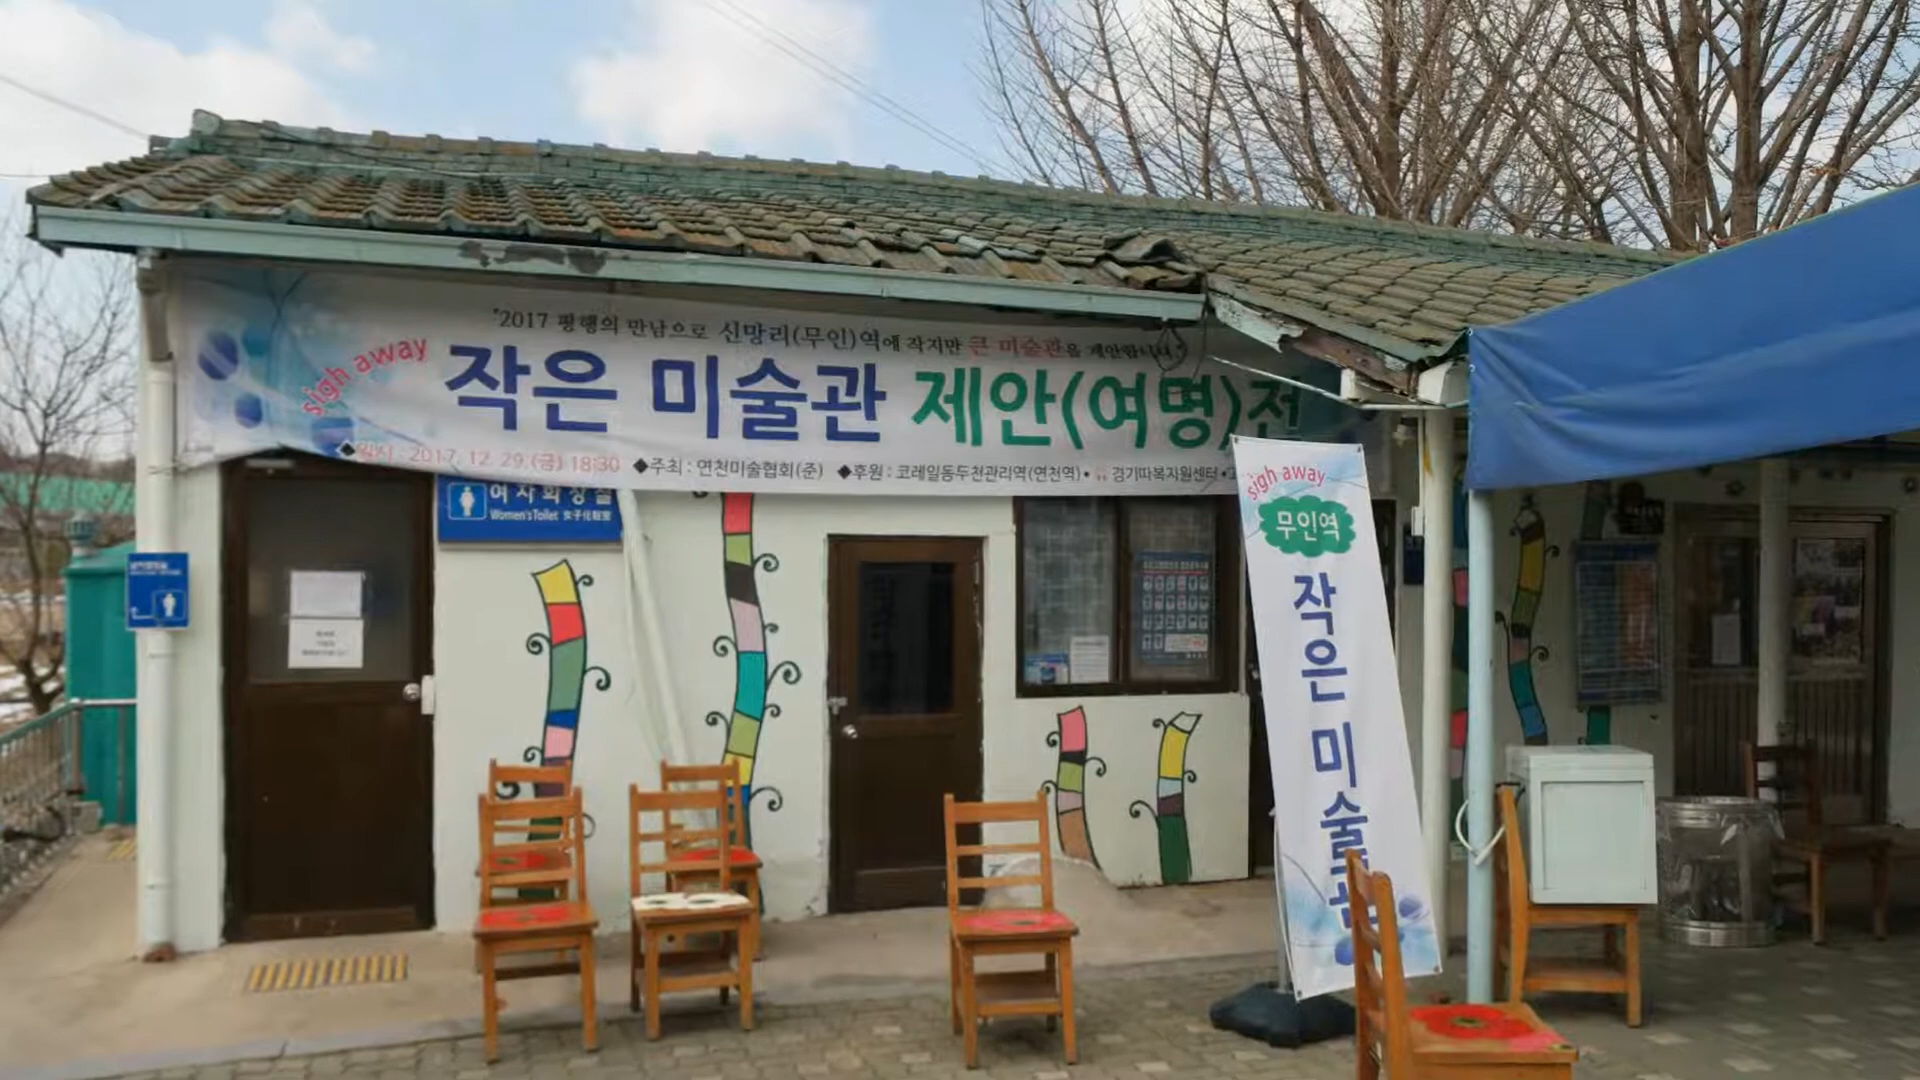 "2017 평행의 만남으로 신망리(무인)역에 작지만 큰 미술관을 제안합니다."
sigh away
작은 미술관 제안(여명)전
◆일시 : 2017. 12. 29.(금) 18:30 ◆주최 : 연천미술협회(준) ◆후원 : 코레일동두천관리역(연천역) • 경기따복지원센터 •
여자화장실
Women's Toilet 女子化粧室
sigh away
무인역
작은 미술관